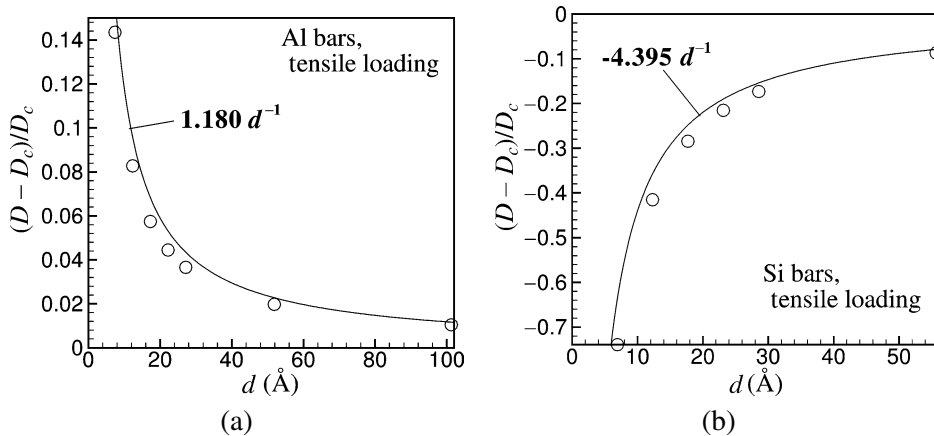 0.14
0.12
0.1
0.08
0.06
0.04
0.02
0
(D − D_c)/D_c
Al bars,
tensile loading
1.180 d⁻¹
0 20 40 60 80 100
d (Å)
(a)
0
−0.1
−0.2
−0.3
−0.4
−0.5
−0.6
−0.7
(D − D_c)/D_c
-4.395 d⁻¹
Si bars,
tensile loading
0 10 20 30 40 50
d (Å)
(b)